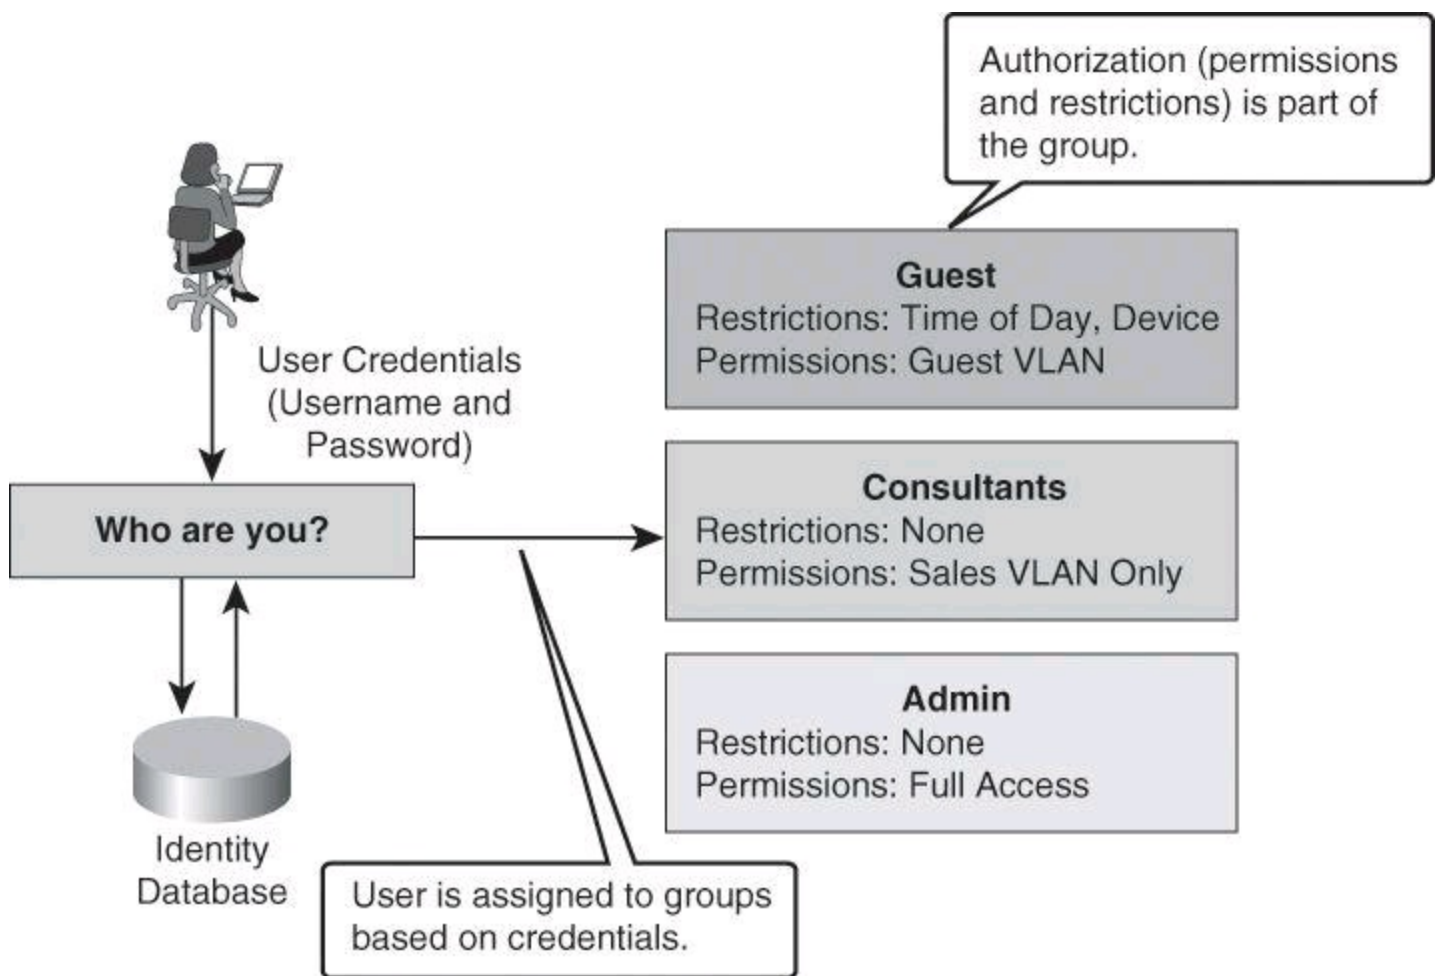 Authorization (permissions
and restrictions) is part of
the group.
User Credentials
(Username and
Password)
Who are you?
Identity
Database
User is assigned to groups
based on credentials.
Guest
Restrictions: Time of Day, Device
Permissions: Guest VLAN
Consultants
Restrictions: None
Permissions: Sales VLAN Only
Admin
Restrictions: None
Permissions: Full Access